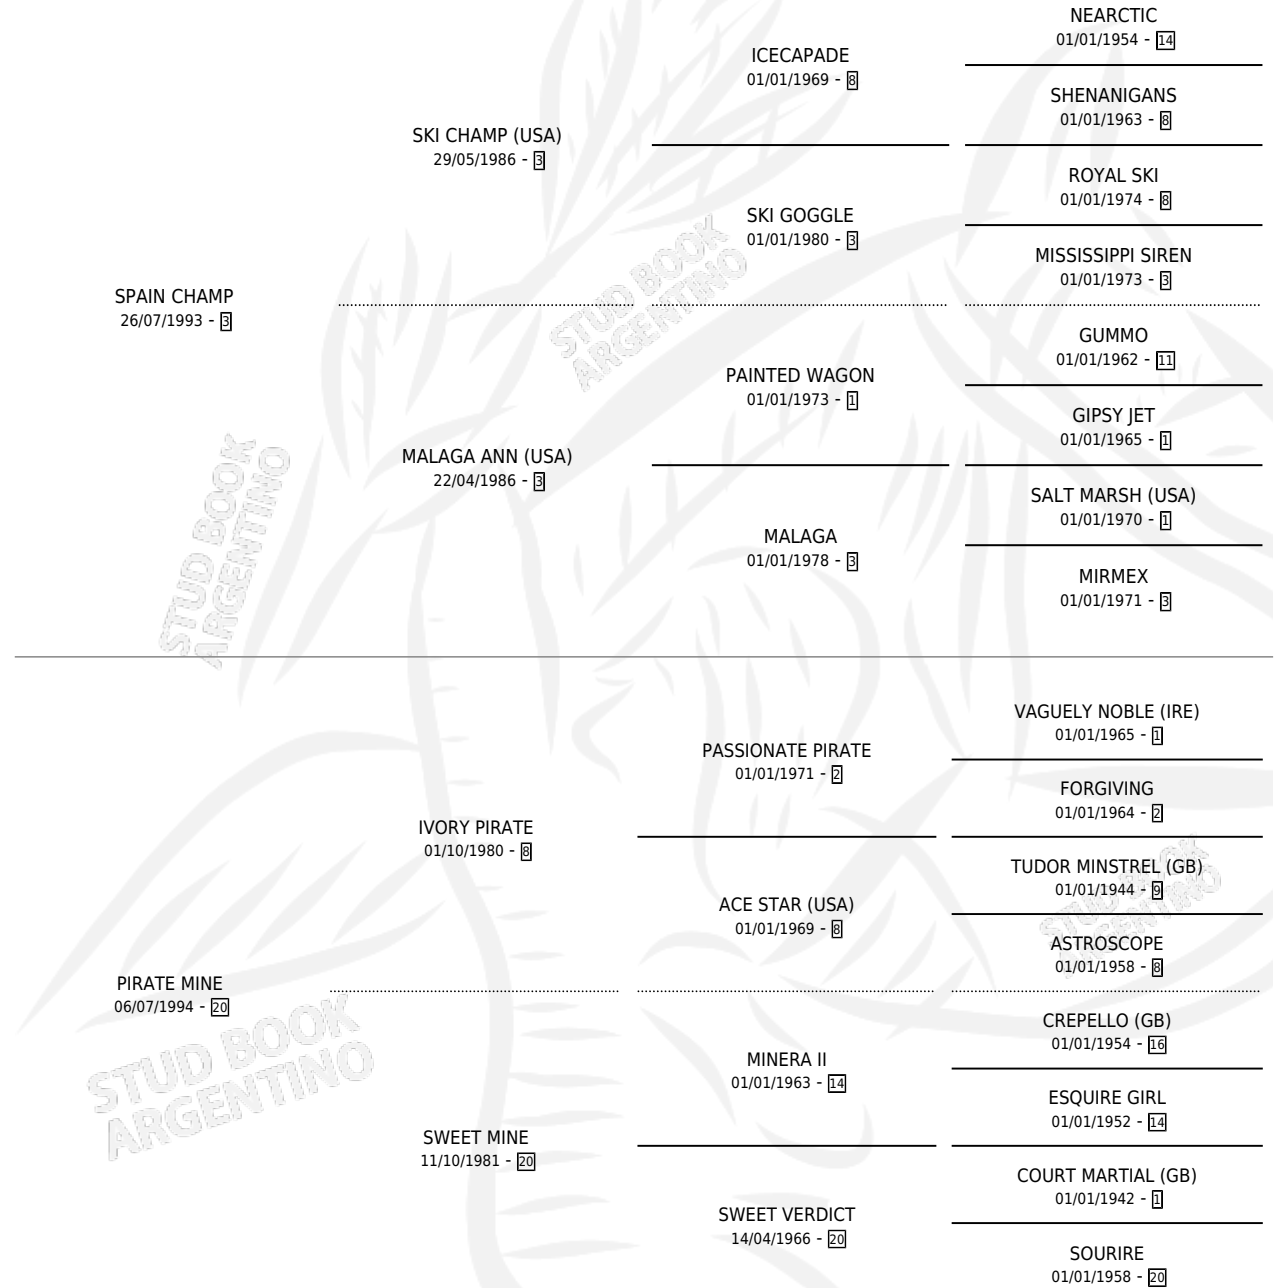 NEARCTIC
01/01/1954 - 14
ICECAPADE
01/01/1969 - 8
SHENANIGANS
01/01/1963 - 8
SKI CHAMP (USA)
29/05/1986 - 3
ROYAL SKI
01/01/1974 - 8
SKI GOGGLE
01/01/1980 - 3
MISSISSIPPI SIREN
01/01/1973 - 3
SPAIN CHAMP
26/07/1993 - 3
STUD BOOK
ARGENTINO
GUMMO
01/01/1962 - 11
PAINTED WAGON
01/01/1973 - 1
GIPSY JET
01/01/1965 - 1
MALAGA ANN (USA)
22/04/1986 - 3
SALT MARSH (USA)
01/01/1970 - 1
MALAGA
01/01/1978 - 3
MIRMEX
01/01/1971 - 3
STUD BOOK
ARGENTINO
VAGUELY NOBLE (IRE)
01/01/1965 - 1
PASSIONATE PIRATE
01/01/1971 - 2
FORGIVING
01/01/1964 - 2
IVORY PIRATE
01/10/1980 - 8
TUDOR MINSTREL (GB)
01/01/1944 - 9
ACE STAR (USA)
01/01/1969 - 8
STUD BOOK
ARGENTINO
ASTROSCOPE
01/01/1958 - 8
PIRATE MINE
06/07/1994 - 20
CREPELLO (GB)
01/01/1954 - 16
MINERA II
01/01/1963 - 14
STUD BOOK
ARGENTINO
ESQUIRE GIRL
01/01/1952 - 14
SWEET MINE
11/10/1981 - 20
COURT MARTIAL (GB)
01/01/1942 - 1
SWEET VERDICT
14/04/1966 - 20
SOURIRE
01/01/1958 - 20